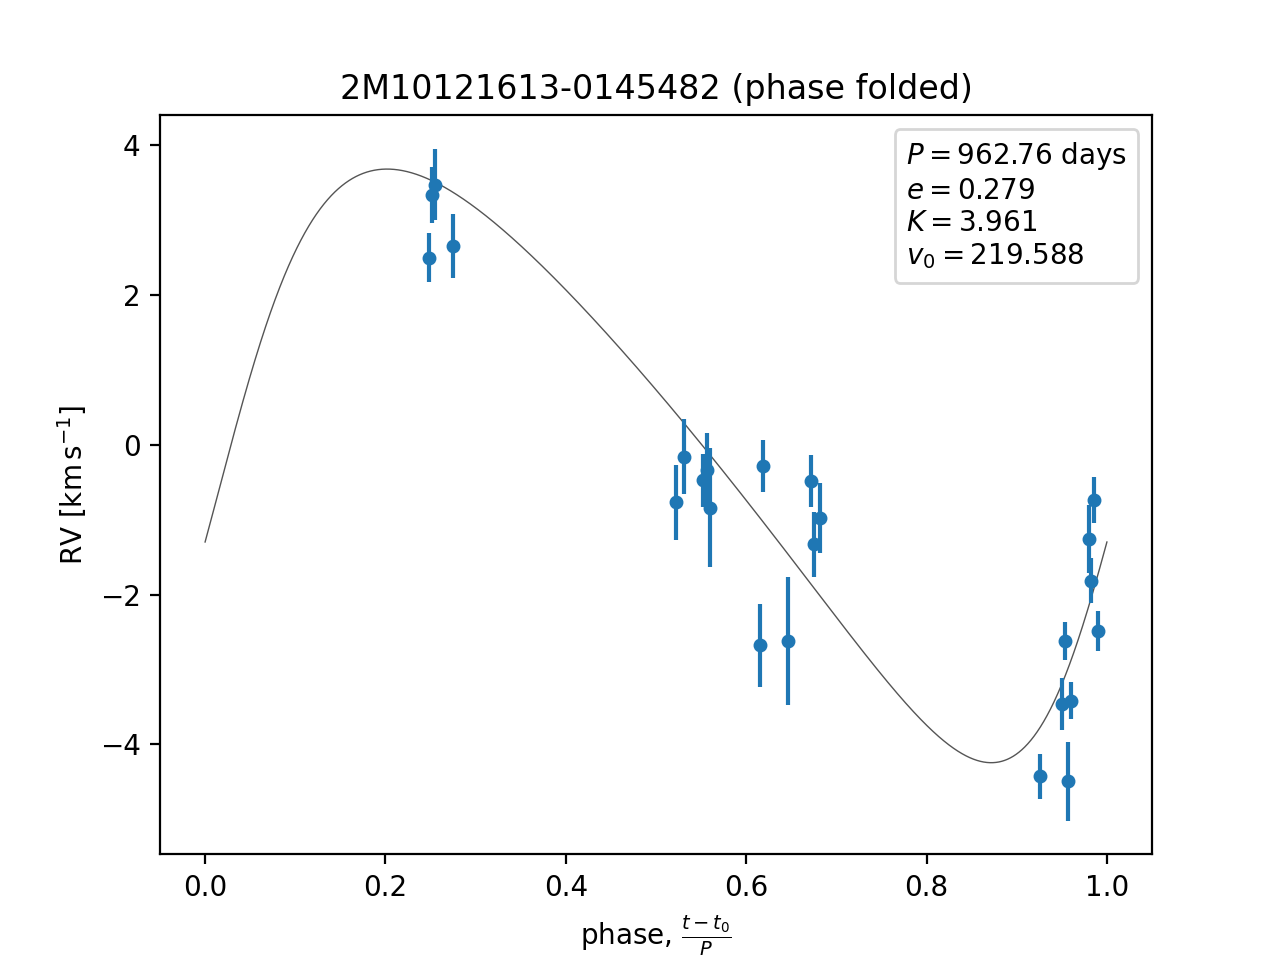 2M10121613-0145482 (phase folded)
P = 962.76 days
e = 0.279
K = 3.961
v₀ = 219.588
4
2
0
−2
−4
RV [km s⁻¹]
0.0 0.2 0.4 0.6 0.8 1.0
phase, (t − t₀)/P